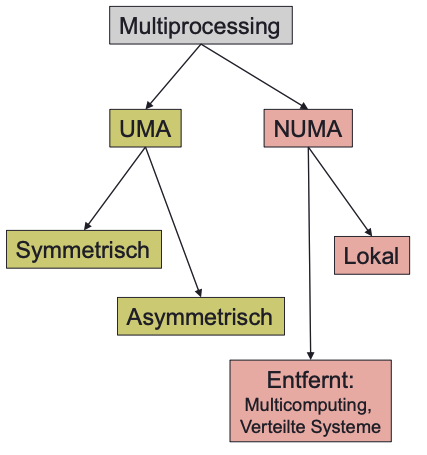 Multiprocessing
UMA
NUMA
Symmetrisch
Lokal
Asymmetrisch
Entfernt:
Multicomputing,
Verteilte Systeme